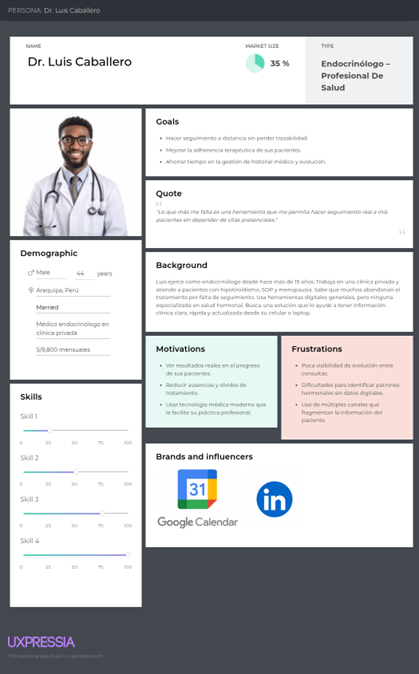 PERSONA: Dr. Luis Caballero
NAME
Dr. Luis Caballero
MARKET SIZE
35 %
TYPE
Endocrinólogo –
Profesional De
Salud
Goals
Hacer seguimiento a distancia sin perder trazabilidad.
Mejorar la adherencia terapéutica de sus pacientes.
Ahorrar tiempo en la gestión de historial médico y evolución.
Quote
"Lo que más me falta es una herramienta que me permita hacer seguimiento real a mis
pacientes sin depender de citas presenciales."
Demographic
Male
44 years
Arequipa, Perú
Married
Médico endocrinólogo en
clínica privada
S/9,800 mensuales
Background
Luis ejerce como endocrinólogo desde hace más de 15 años. Trabaja en clínica privada y
atiende a pacientes con hipotiroidismo, SOP y menopausia. Sabe que muchos abandonan el
tratamiento por falta de seguimiento. Usa herramientas digitales generales, pero ninguna
especializada en salud hormonal. Busca una solución que lo ayude a tener información
clínica clara, rápida y actualizada desde su celular o laptop.
Motivations
Ver resultados reales en el progreso
de sus pacientes.
Reducir ausencias y olvidos de
tratamiento.
Usar tecnología médica moderna que
le facilite su práctica profesional.
Frustrations
Poca visibilidad de evolución entre
consultas.
Dificultades para identificar patrones
hormonales sin datos digitales.
Uso de múltiples canales que
fragmentan la información del
paciente.
Skills
Skill 1
0 25 50 75 100
Skill 2
0 25 50 75 100
Skill 3
0 25 50 75 100
Skill 4
0 25 50 75 100
Brands and influencers
31
Google Calendar
in
UXPRESSIA
This persona was built in uxpressia.com